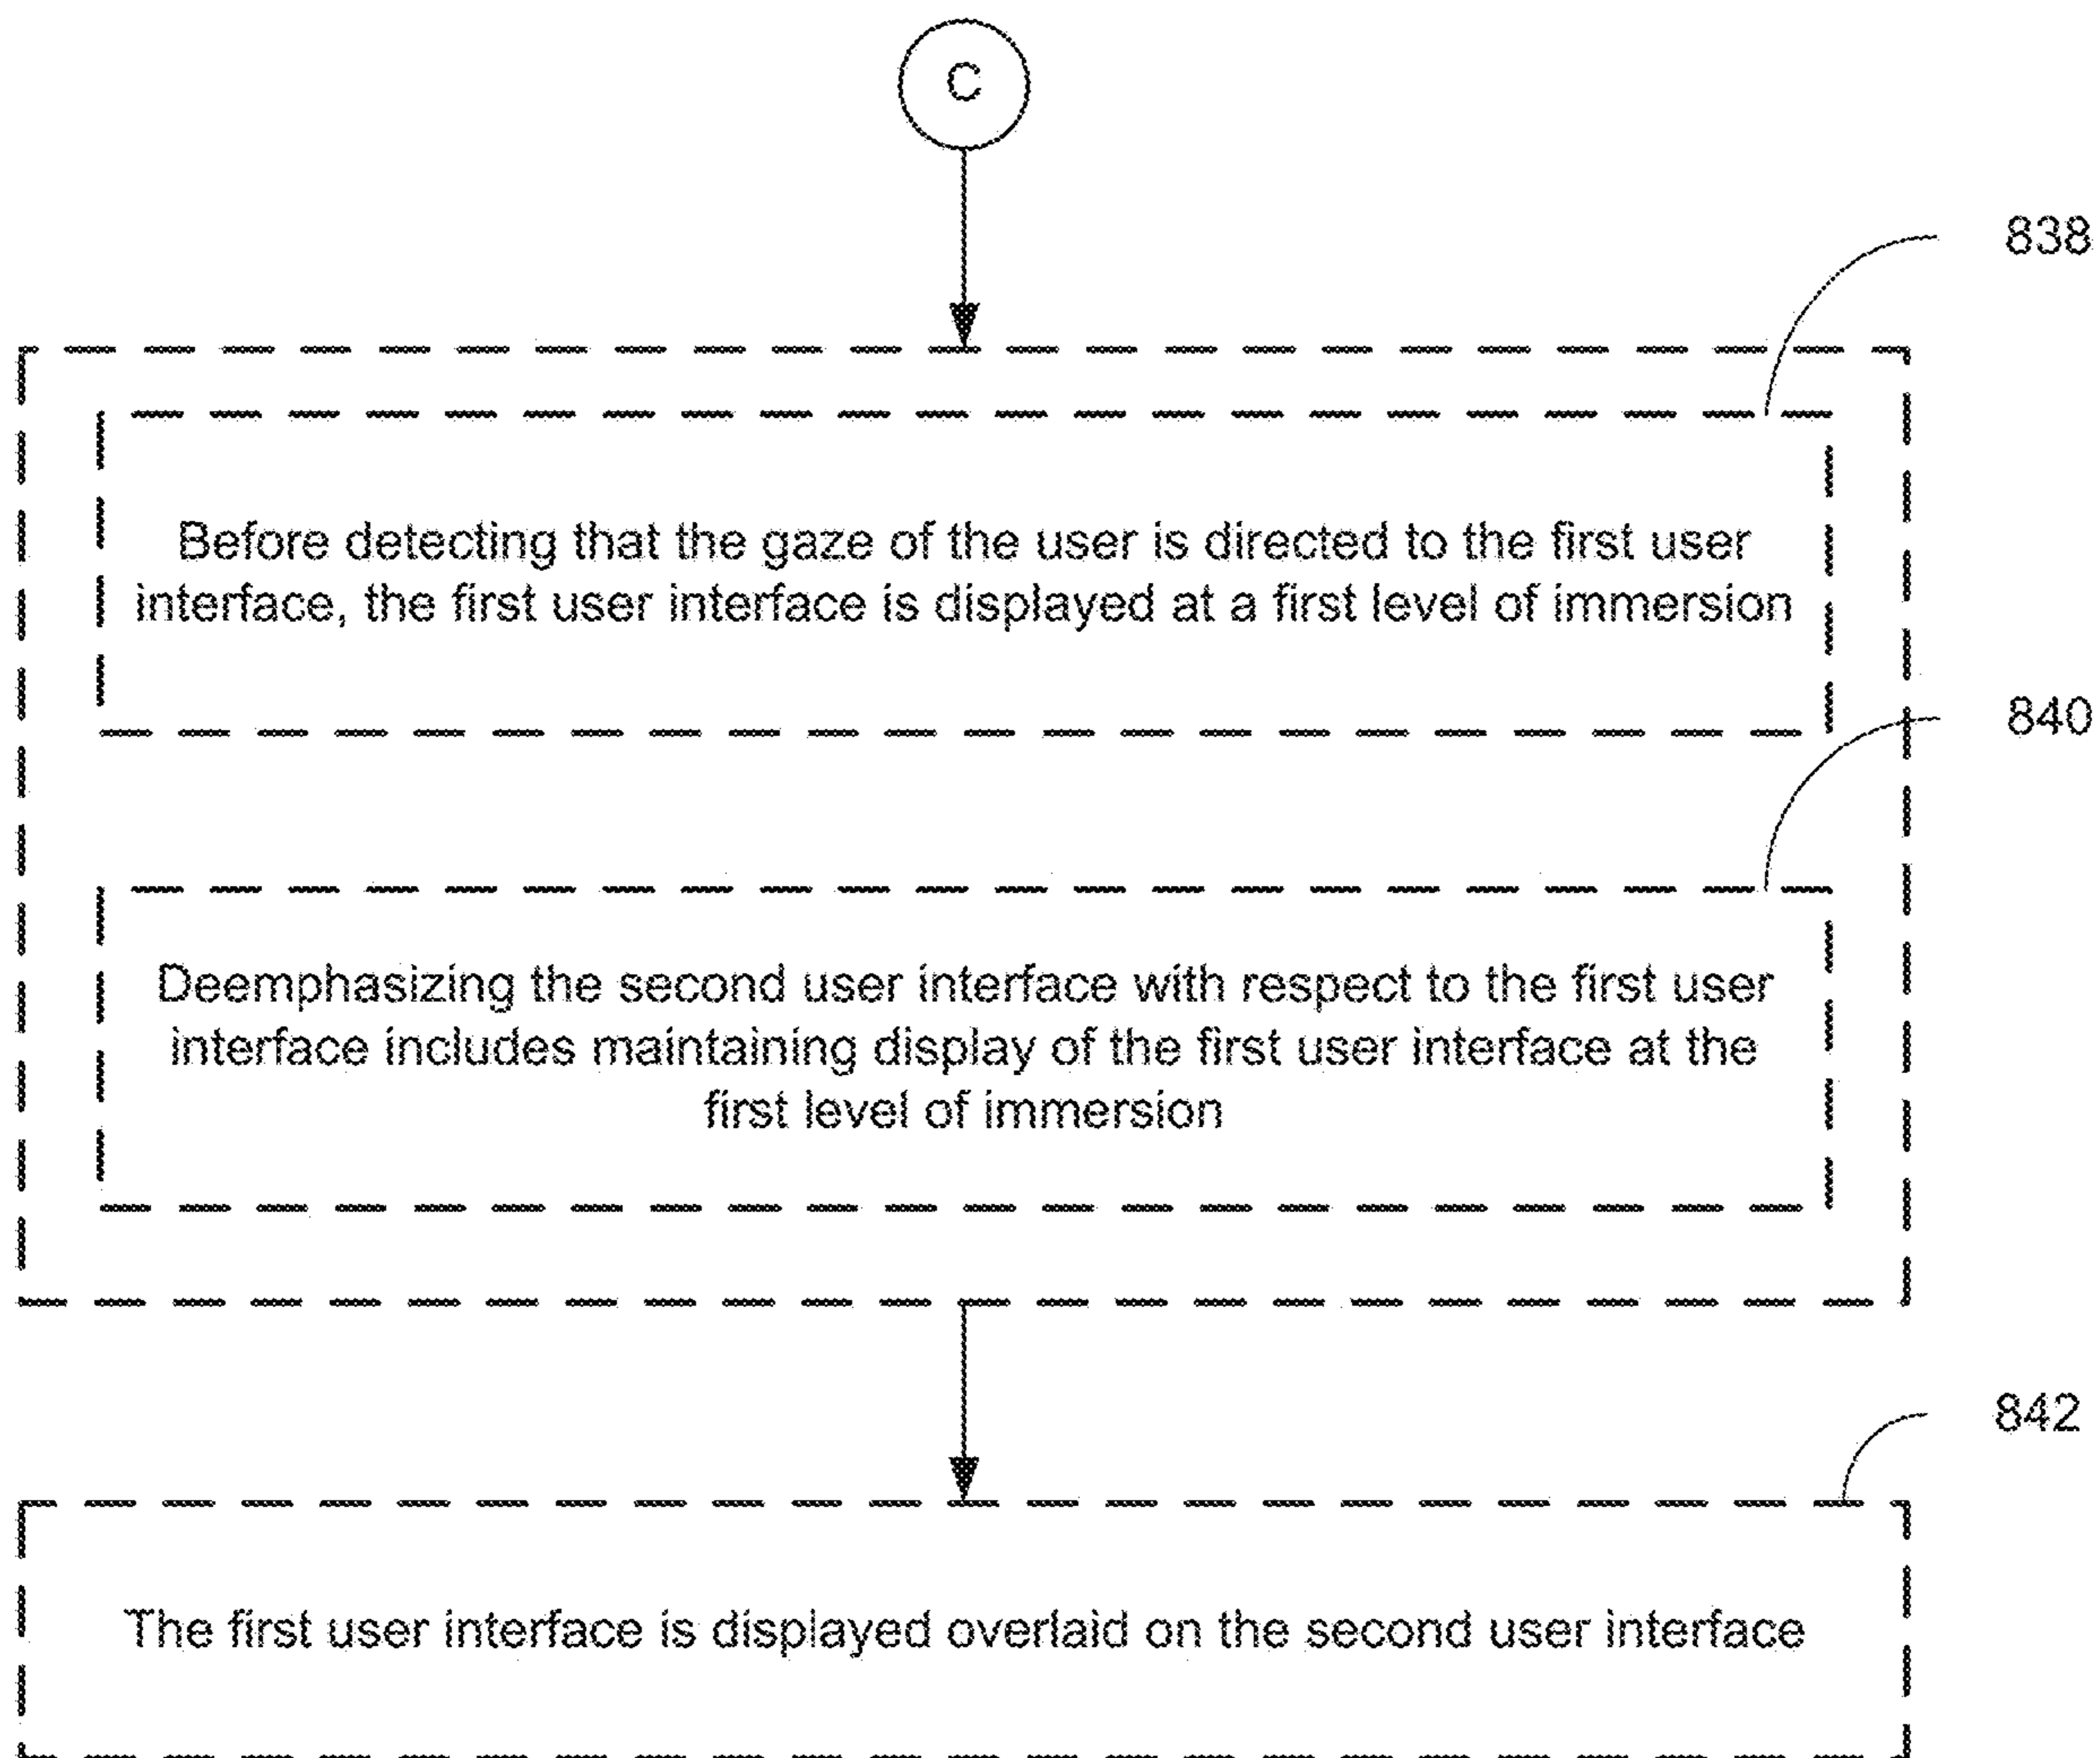 C
838
Before detecting that the gaze of the user is directed to the first user
interface, the first user interface is displayed at a first level of immersion
840
Deemphasizing the second user interface with respect to the first user
interface includes maintaining display of the first user interface at the
first level of immersion
842
The first user interface is displayed overlaid on the second user interface